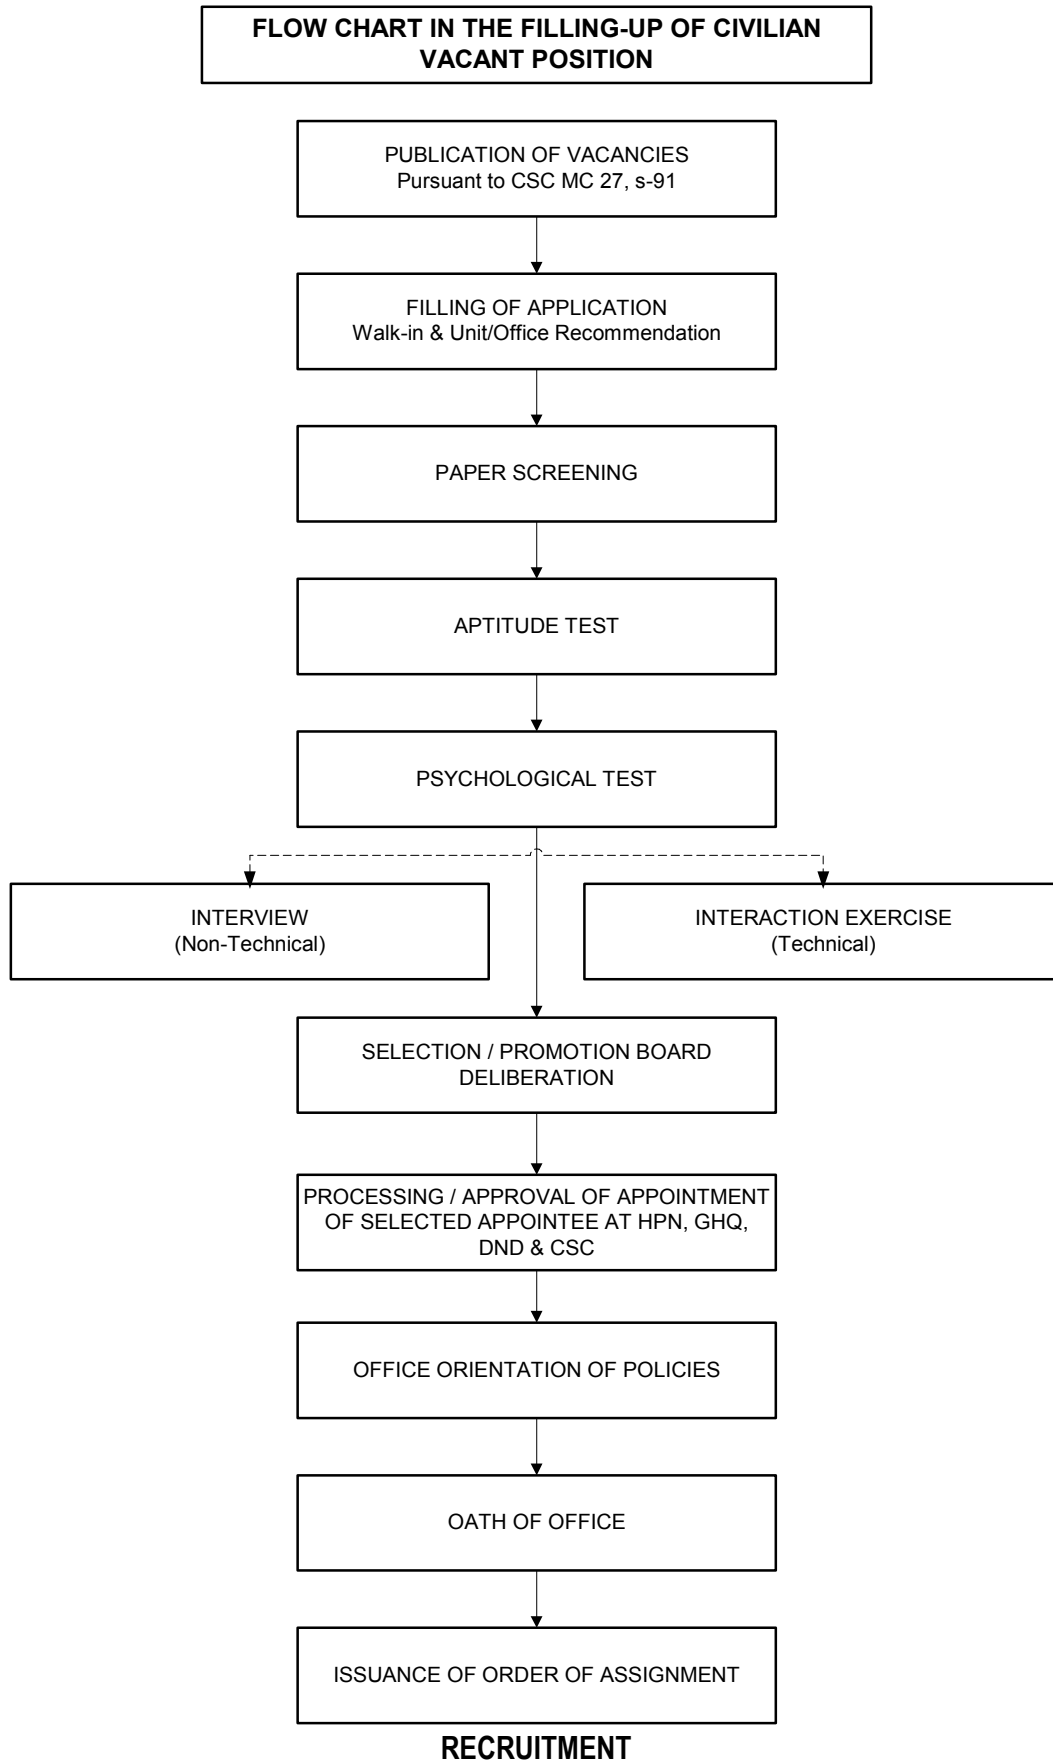 FLOW CHART IN THE FILLING-UP OF CIVILIAN
VACANT POSITION
PUBLICATION OF VACANCIES
Pursuant to CSC MC 27, s-91
FILLING OF APPLICATION
Walk-in & Unit/Office Recommendation
PAPER SCREENING
APTITUDE TEST
PSYCHOLOGICAL TEST
INTERVIEW
(Non-Technical)
INTERACTION EXERCISE
(Technical)
SELECTION / PROMOTION BOARD
DELIBERATION
PROCESSING / APPROVAL OF APPOINTMENT
OF SELECTED APPOINTEE AT HPN, GHQ,
DND & CSC
OFFICE ORIENTATION OF POLICIES
OATH OF OFFICE
ISSUANCE OF ORDER OF ASSIGNMENT
RECRUITMENT